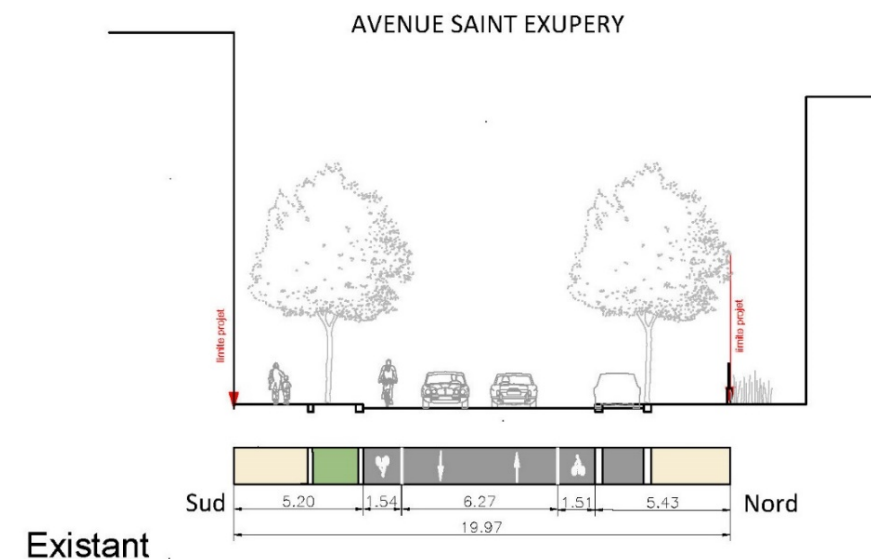 AVENUE SAINT EXUPERY
limite projet
limite projet
Sud 5.20 1.54 6.27 1.51 5.43 Nord
19.97
Existant